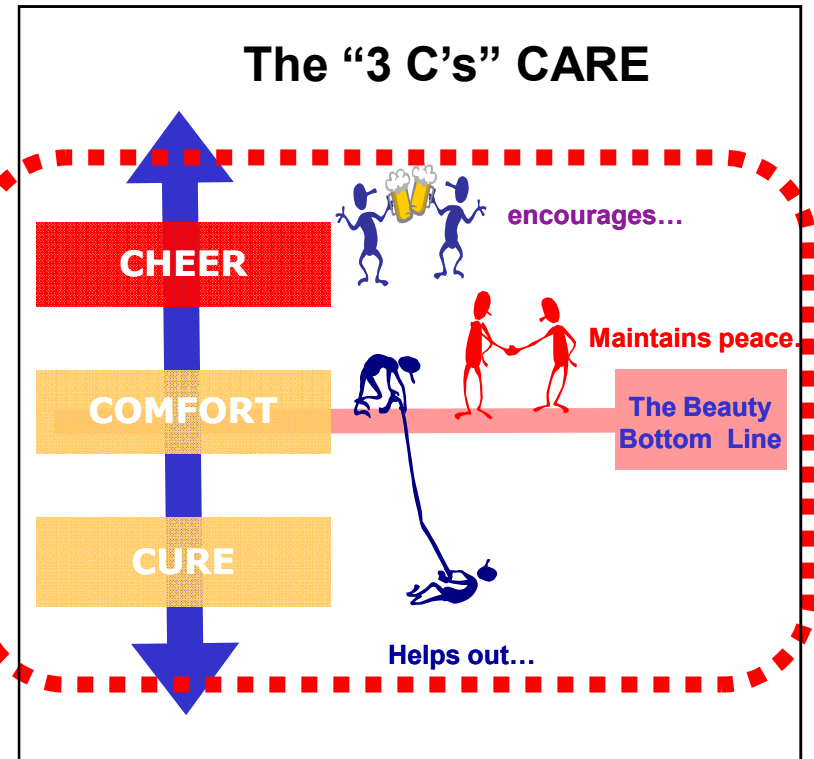 The “3 C’s” CARE
encourages…
CHEER
Maintains peace.
COMFORT
The Beauty
Bottom Line
CURE
Helps out…